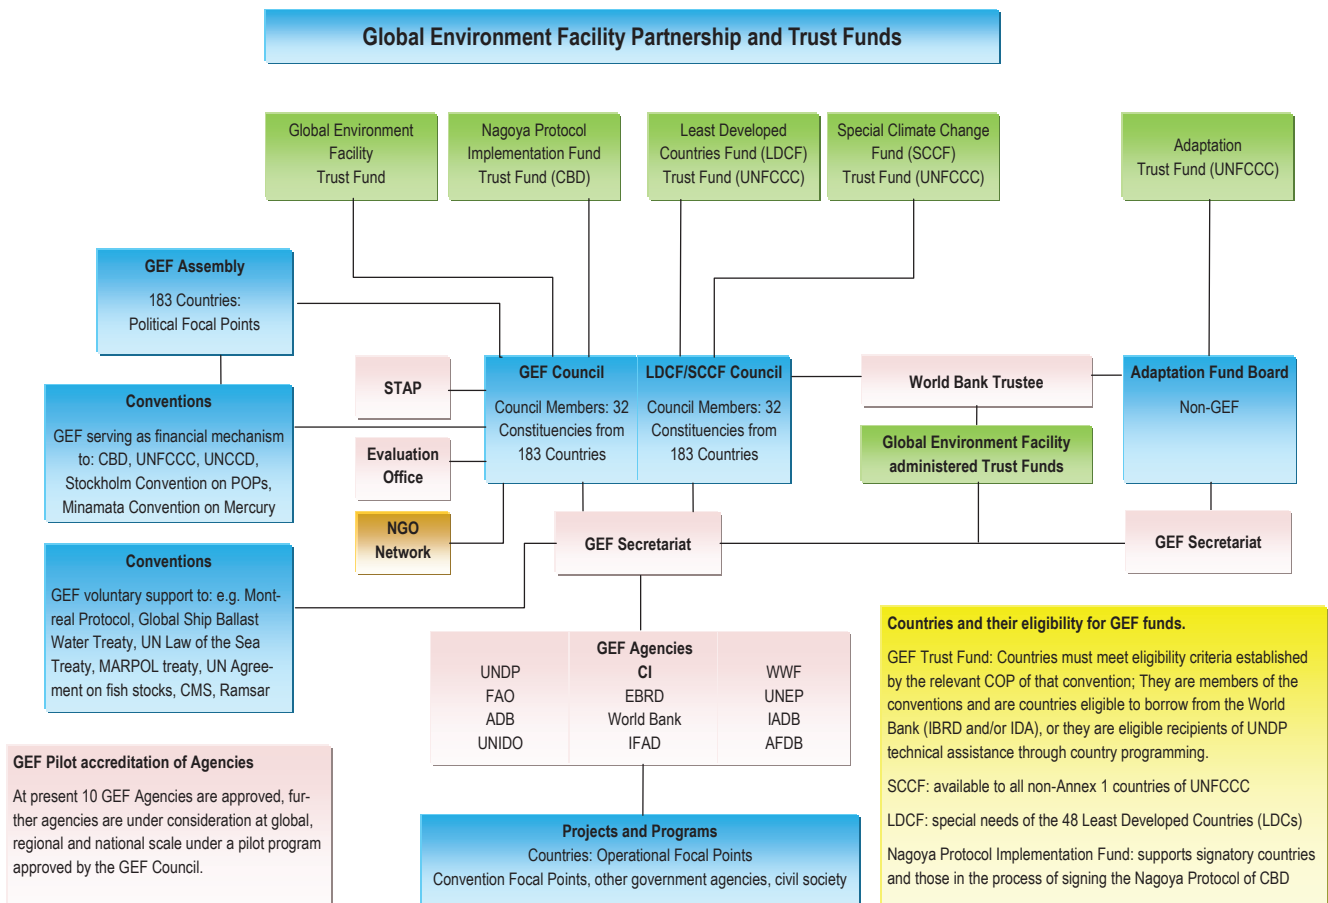 Global Environment Facility Partnership and Trust Funds
Global Environment
Facility
Trust Fund
Nagoya Protocol
Implementation Fund
Trust Fund (CBD)
Least Developed
Countries Fund (LDCF)
Trust Fund (UNFCCC)
Special Climate Change
Fund (SCCF)
Trust Fund (UNFCCC)
Adaptation
Trust Fund (UNFCCC)
GEF Assembly
183 Countries:
Political Focal Points
Conventions
GEF serving as financial mechanism
to: CBD, UNFCCC, UNCCD,
Stockholm Convention on POPs,
Minamata Convention on Mercury
Conventions
GEF voluntary support to: e.g. Mont-
real Protocol, Global Ship Ballast
Water Treaty, UN Law of the Sea
Treaty, MARPOL treaty, UN Agree-
ment on fish stocks, CMS, Ramsar
STAP
Evaluation
Office
NGO
Network
GEF Council
Council Members: 32
Constituencies from
183 Countries
LDCF/SCCF Council
Council Members: 32
Constituencies from
183 Countries
World Bank Trustee
Global Environment Facility
administered Trust Funds
Adaptation Fund Board
Non-GEF
GEF Secretariat
GEF Secretariat
GEF Agencies
UNDP CI WWF
FAO EBRD UNEP
ADB World Bank IADB
UNIDO IFAD AFDB
GEF Pilot accreditation of Agencies
At present 10 GEF Agencies are approved, fur-
ther agencies are under consideration at global,
regional and national scale under a pilot program
approved by the GEF Council.
Projects and Programs
Countries: Operational Focal Points
Convention Focal Points, other government agencies, civil society
Countries and their eligibility for GEF funds.
GEF Trust Fund: Countries must meet eligibility criteria established
by the relevant COP of that convention; They are members of the
conventions and are countries eligible to borrow from the World
Bank (IBRD and/or IDA), or they are eligible recipients of UNDP
technical assistance through country programming.
SCCF: available to all non-Annex 1 countries of UNFCCC
LDCF: special needs of the 48 Least Developed Countries (LDCs)
Nagoya Protocol Implementation Fund: supports signatory countries
and those in the process of signing the Nagoya Protocol of CBD